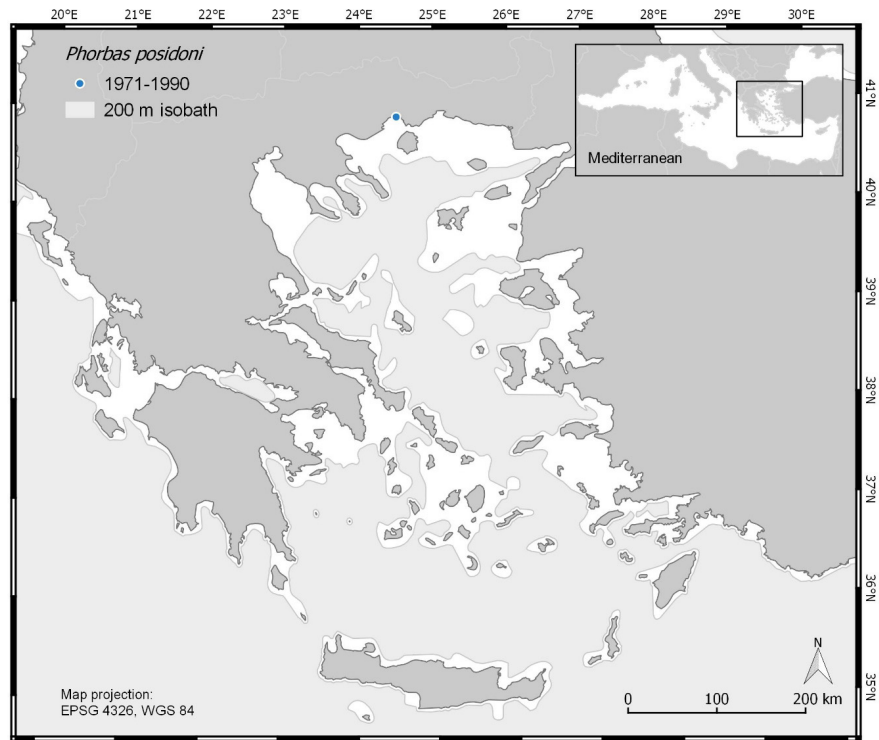 20°E 21°E 22°E 23°E 24°E 25°E 26°E 27°E 28°E 29°E 30°E
Phorbas posidoni
1971-1990
200 m isobath
Mediterranean
41°N
40°N
39°N
38°N
37°N
36°N
35°N
N
0 100 200 km
Map projection:
EPSG 4326, WGS 84